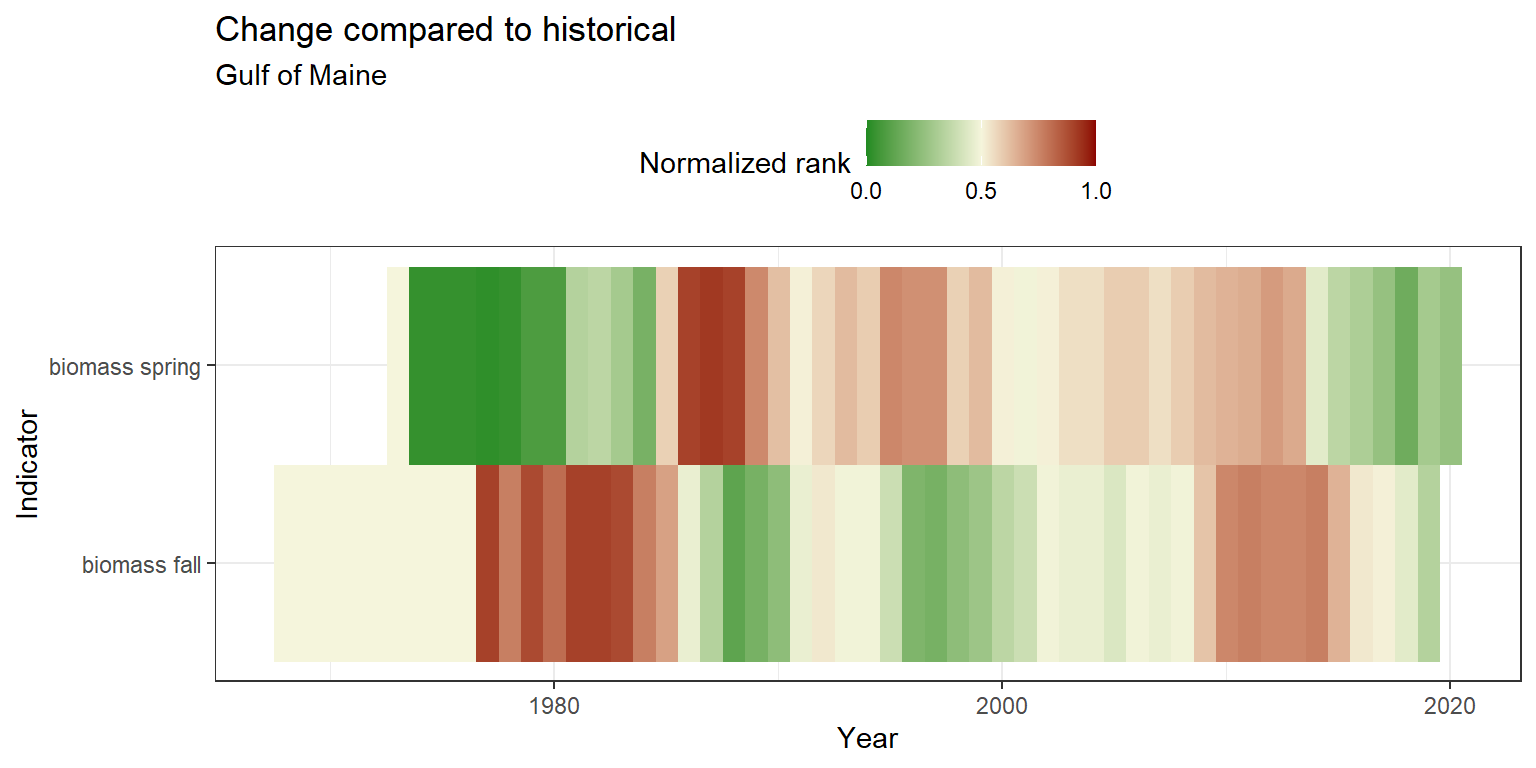 Change compared to historical
Gulf of Maine
Normalized rank
0.0 0.5 1.0
biomass spring
biomass fall
Indicator
1980 2000 2020
Year